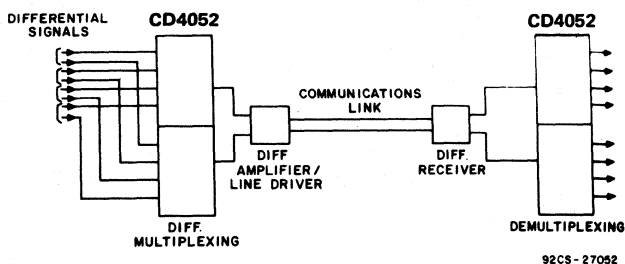 DIFFERENTIAL
SIGNALS
CD4052
CD4052
COMMUNICATIONS
LINK
DIFF
AMPLIFIER/
LINE DRIVER
DIFF.
RECEIVER
DIFF.
MULTIPLEXING
DEMULTIPLEXING
92CS-27052